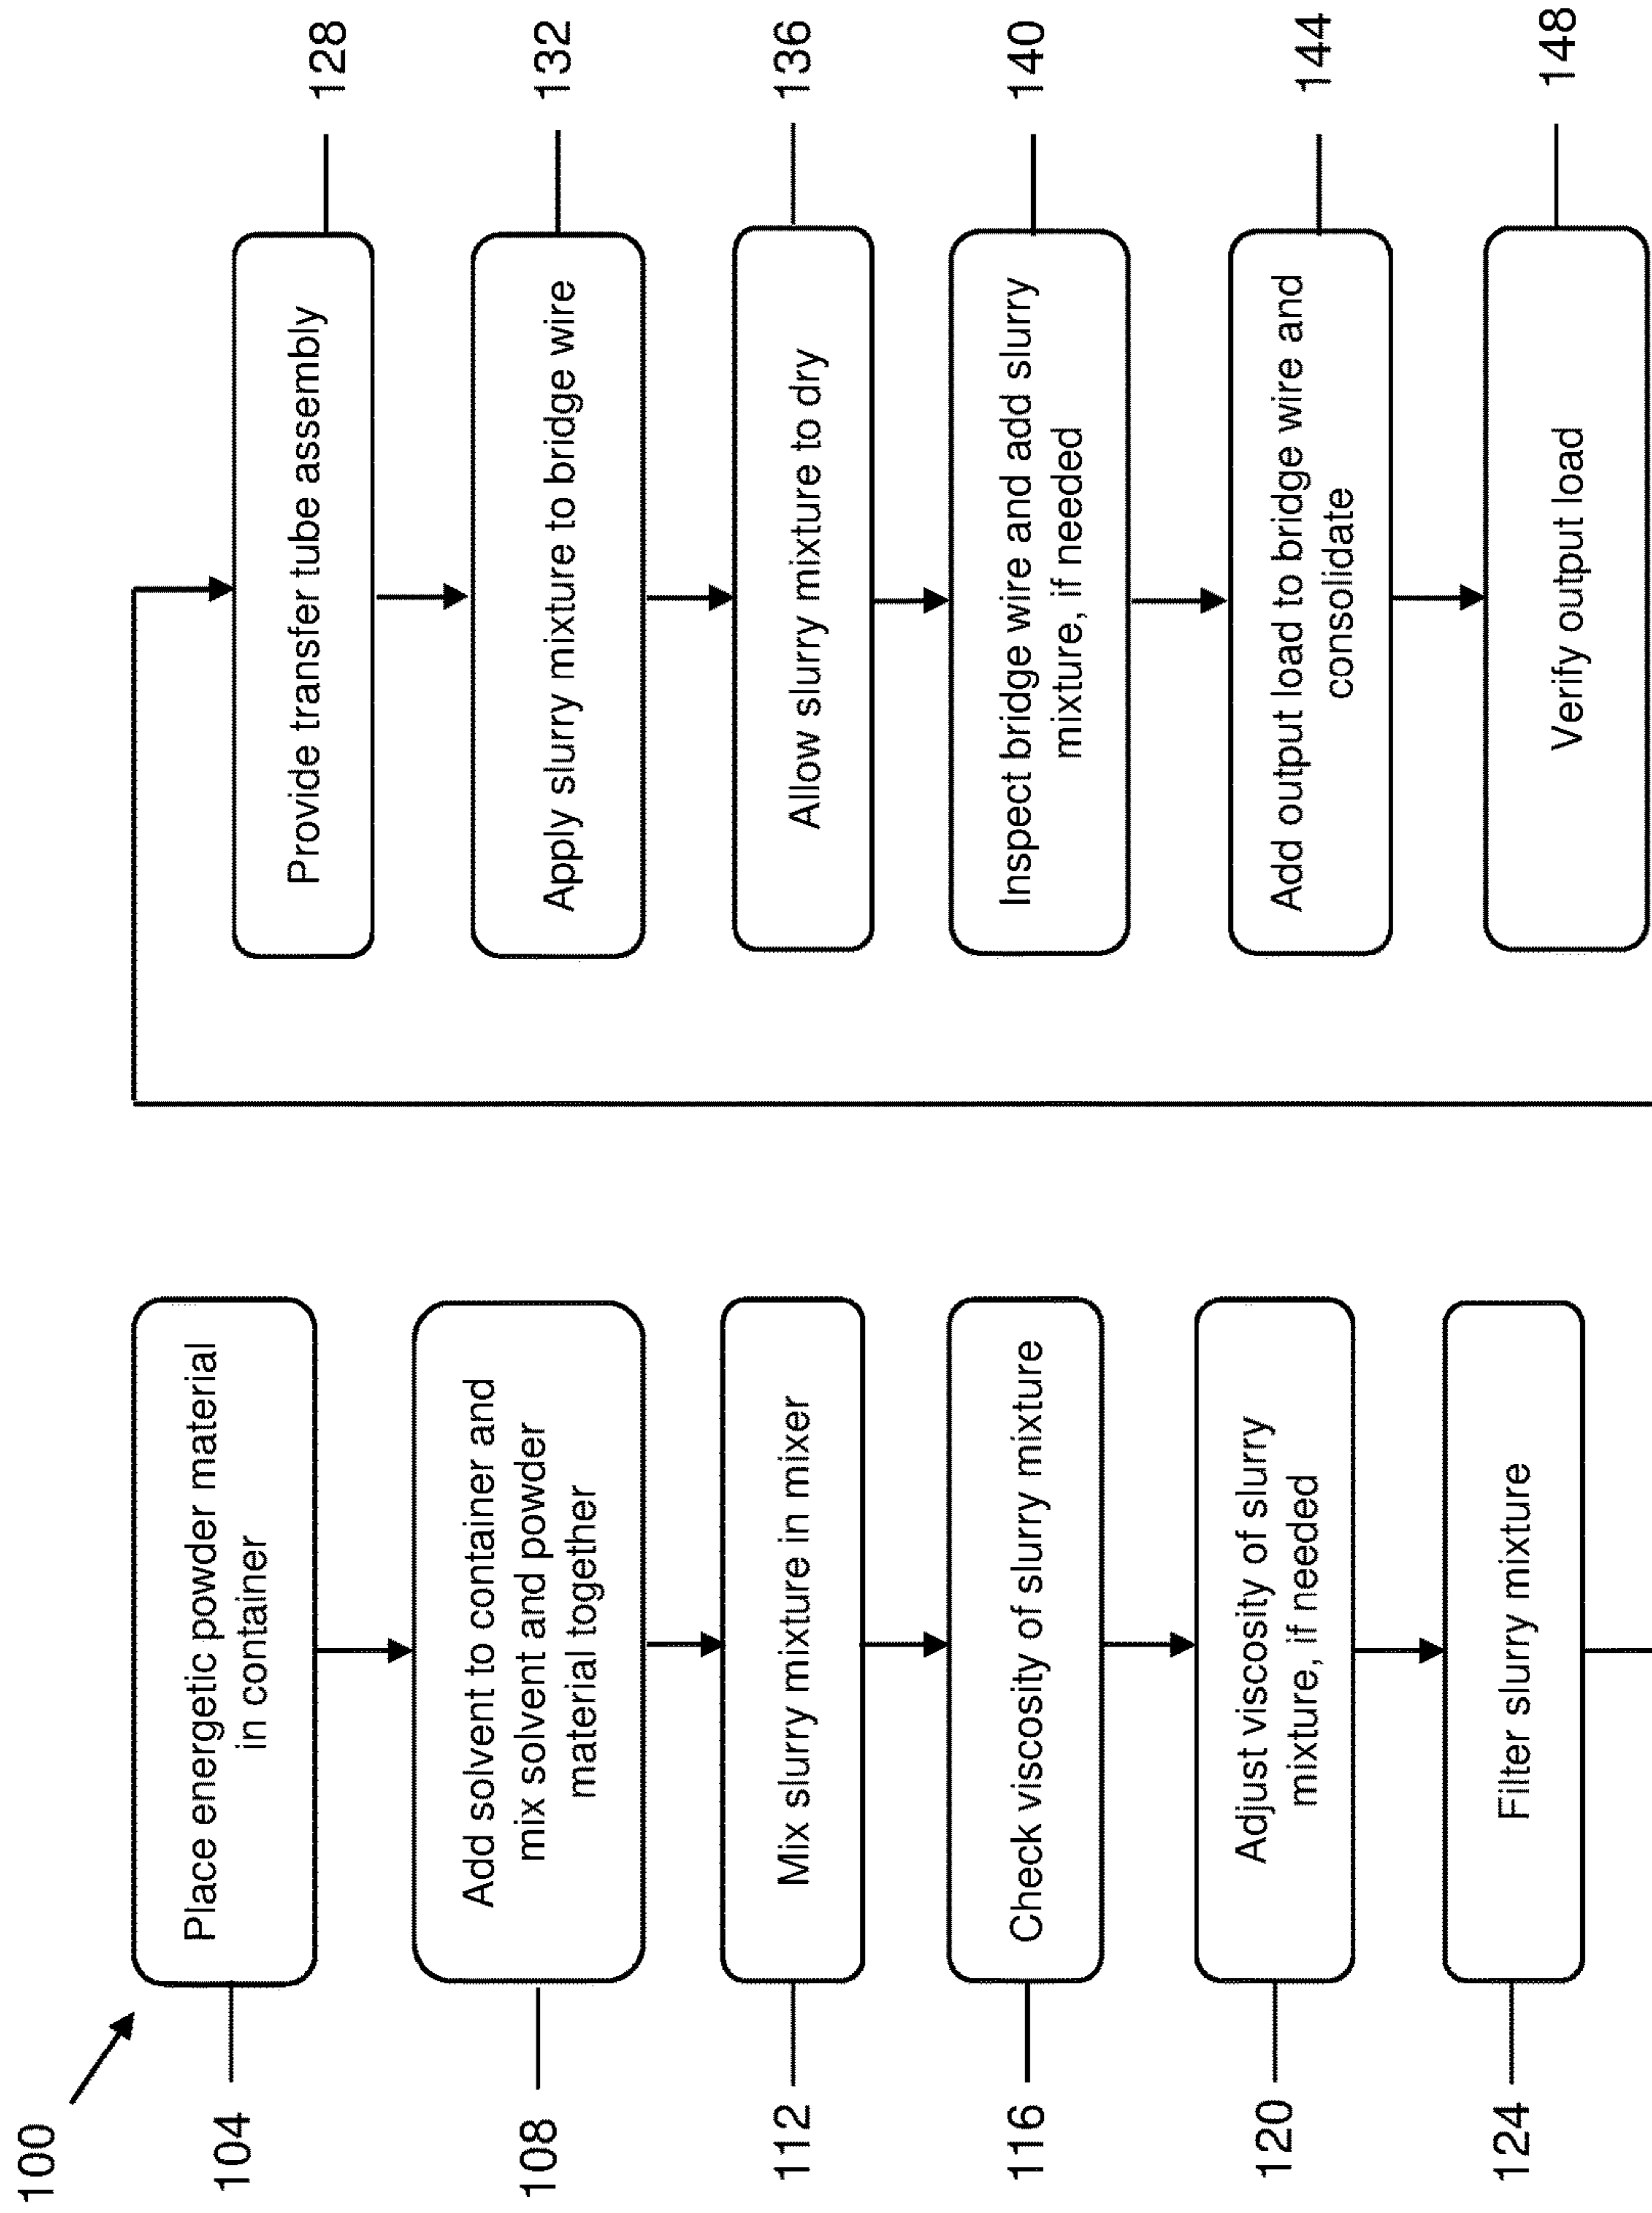 100
104
Place energetic powder material
in container
108
Add solvent to container and
mix solvent and powder
material together
112
Mix slurry mixture in mixer
116
Check viscosity of slurry mixture
120
Adjust viscosity of slurry
mixture, if needed
124
Filter slurry mixture
Provide transfer tube assembly
128
Apply slurry mixture to bridge wire
132
Allow slurry mixture to dry
136
Inspect bridge wire and add slurry
mixture, if needed
140
Add output load to bridge wire and
consolidate
144
Verify output load
148